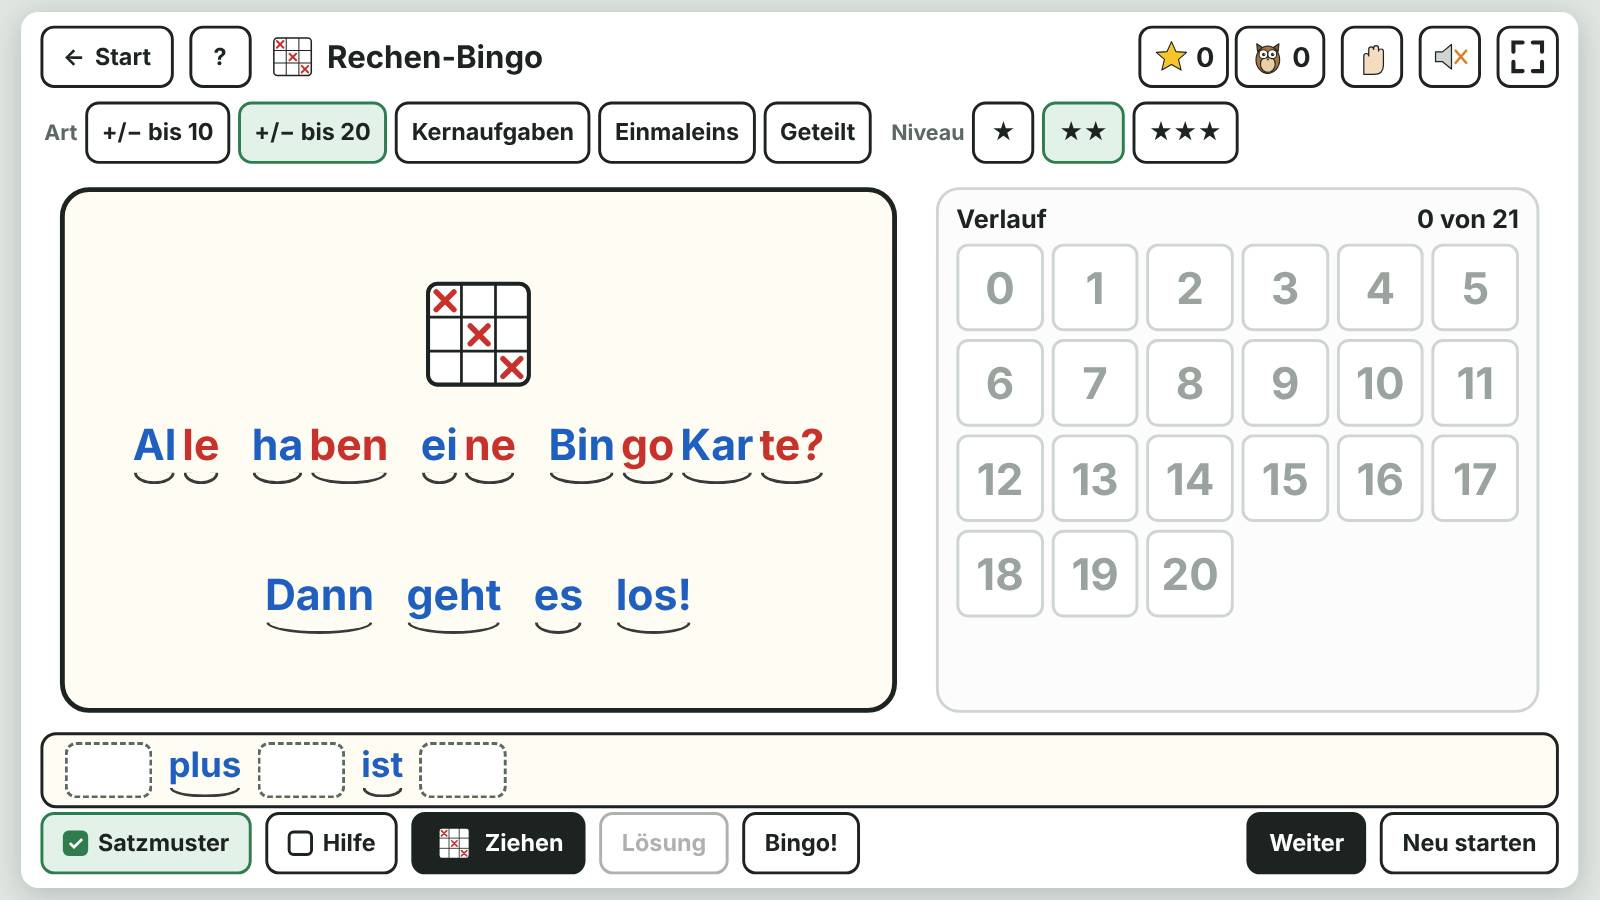 ← Start ? Rechen-Bingo 0 0
Art +/− bis 10 +/− bis 20 Kernaufgaben Einmaleins Geteilt Niveau ★ ★★ ★★★
Alle haben eine BingoKarte?
Dann geht es los!
Verlauf 0 von 21
0 1 2 3 4 5
6 7 8 9 10 11
12 13 14 15 16 17
18 19 20
plus ist
Satzmuster Hilfe Ziehen Lösung Bingo! Weiter Neu starten